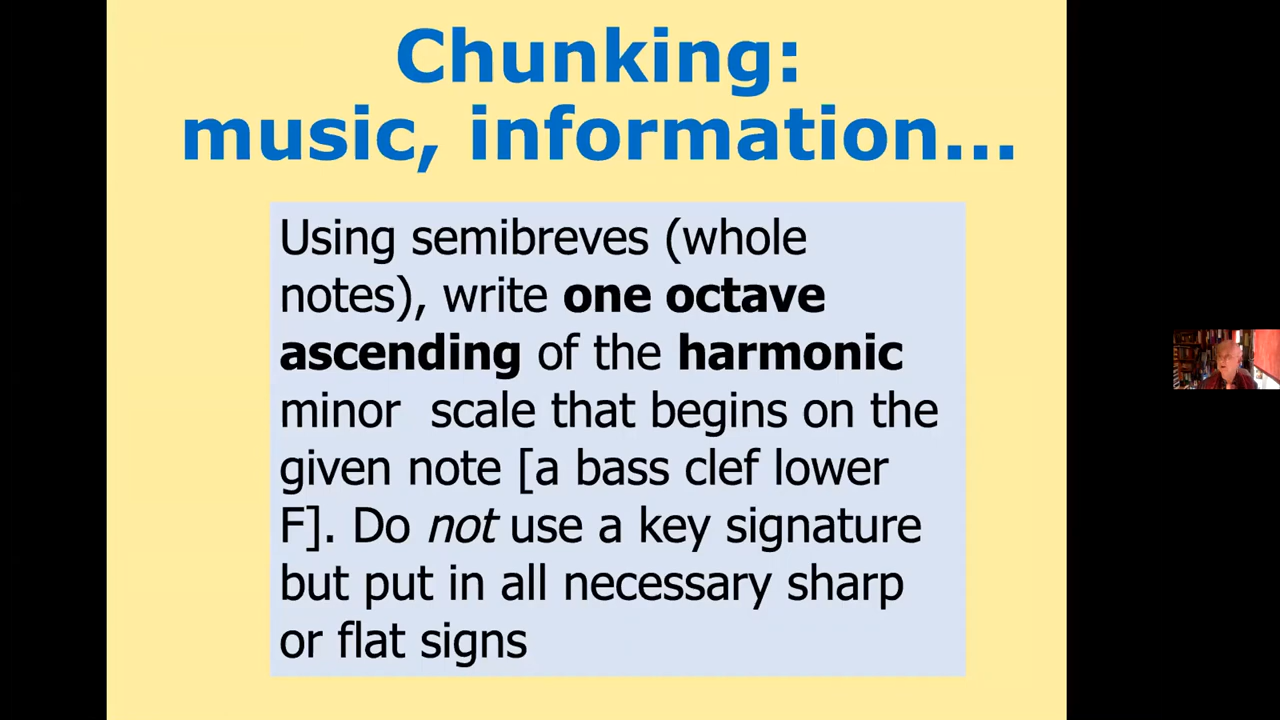 Chunking:
music, information...
Using semibreves (whole
notes), write one octave
ascending of the harmonic
minor  scale that begins on the
given note [a bass clef lower
F]. Do not use a key signature
but put in all necessary sharp
or flat signs